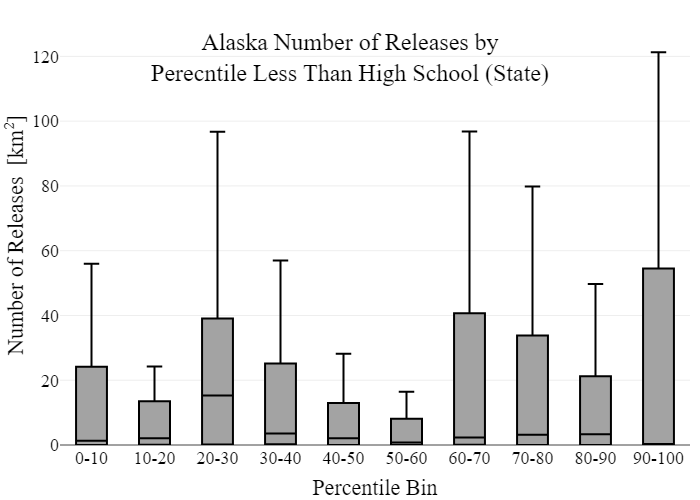 Alaska Number of Releases by
Perecntile Less Than High School (State)
Number of Releases [km²]
120
100
80
60
40
20
0
0-10 10-20 20-30 30-40 40-50 50-60 60-70 70-80 80-90 90-100
Percentile Bin